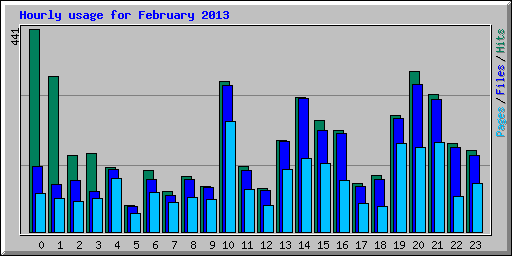 Hourly usage for February 2013
441
Pages/Files/Hits
0 1 2 3 4 5 6 7 8 9 10 11 12 13 14 15 16 17 18 19 20 21 22 23